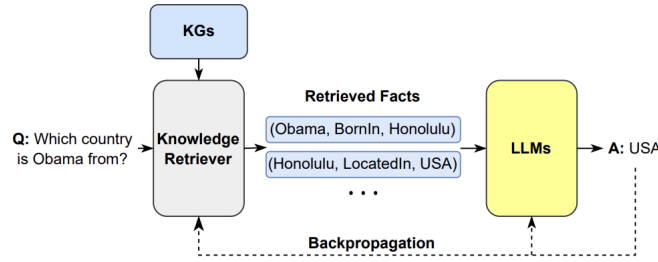 KGs
Retrieved Facts
Q: Which country
is Obama from?
Knowledge
Retriever
(Obama, BornIn, Honolulu)
(Honolulu, LocatedIn, USA)
...
LLMs
A: USA
Backpropagation